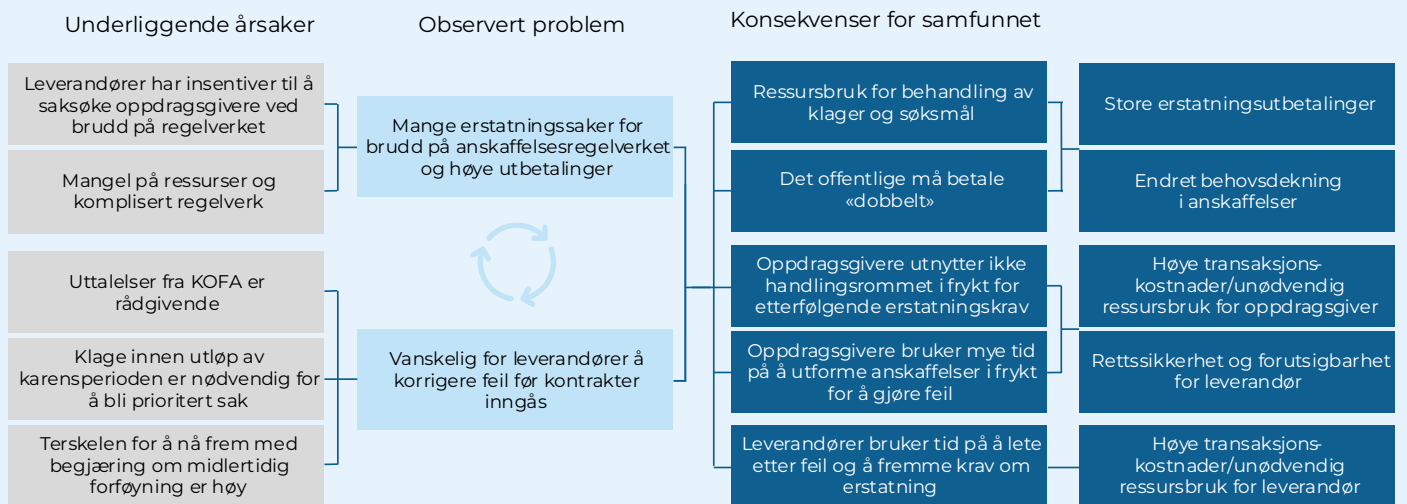 Underliggende årsaker
Observert problem
Konsekvenser for samfunnet
Leverandører har insentiver til å
saksøke oppdragsgivere ved
brudd på regelverket
Mangel på ressurser og
komplisert regelverk
Uttalelser fra KOFA er
rådgivende
Klage innen utløp av
karensperioden er nødvendig for
å bli prioritert sak
Terskelen for å nå frem med
begjæring om midlertidig
forføyning er høy
Mange erstatningssaker for
brudd på anskaffelsesregelverket
og høye utbetalinger
Vanskelig for leverandører å
korrigere feil før kontrakter
inngås
Ressursbruk for behandling av
klager og søksmål
Det offentlige må betale
«dobbelt»
Oppdragsgivere utnytter ikke
handlingsrommet i frykt for
etterfølgende erstatningskrav
Oppdragsgivere bruker mye tid
på å utforme anskaffelser i frykt
for å gjøre feil
Leverandører bruker tid på å lete
etter feil og å fremme krav om
erstatning
Store erstatningsutbetalinger
Endret behovsdekning
i anskaffelser
Høye transaksjons-
kostnader/unødvendig
ressursbruk for oppdragsgiver
Rettssikkerhet og forutsigbarhet
for leverandør
Høye transaksjons-
kostnader/unødvendig
ressursbruk for leverandør